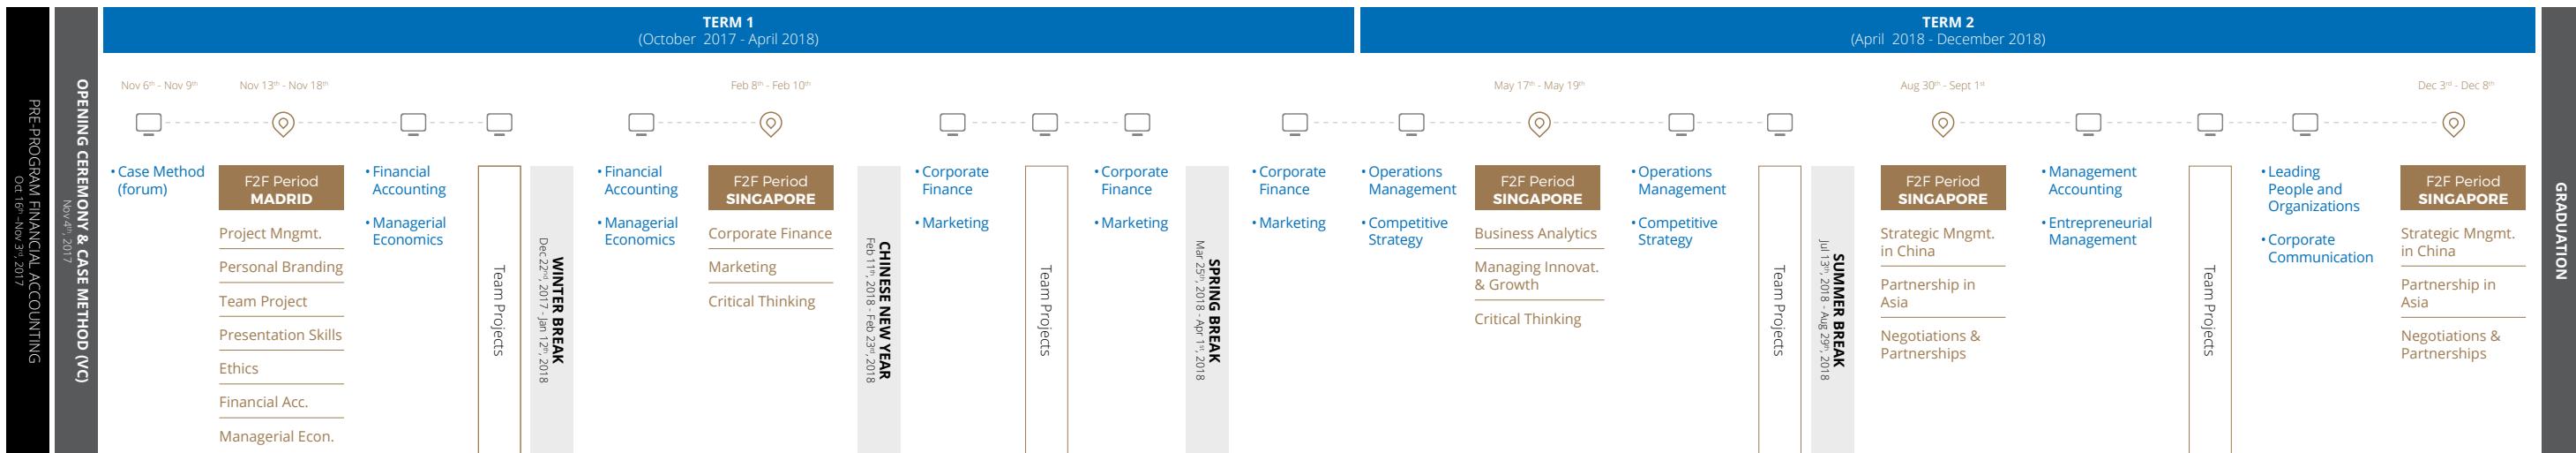 PRE-PROGRAM FINANCIAL ACCOUNTING
Oct 16th -Nov 3rd, 2017
OPENING CEREMONY & CASE METHOD (VC)
Nov 4th, 2017
TERM 1
(October 2017 - April 2018)
Nov 6th - Nov 9th
• Case Method
(forum)
Nov 13th - Nov 18th
F2F Period
MADRID
Project Mngmt.
Personal Branding
Team Project
Presentation Skills
Ethics
Financial Acc.
Managerial Econ.
• Financial
Accounting
• Managerial
Economics
Team Projects
WINTER BREAK
Dec 22nd, 2017 - Jan 12th, 2018
• Financial
Accounting
• Managerial
Economics
Feb 8th - Feb 10th
F2F Period
SINGAPORE
Corporate Finance
Marketing
Critical Thinking
CHINESE NEW YEAR
Feb 11th, 2018 - Feb 23rd, 2018
• Corporate
Finance
• Marketing
Team Projects
• Corporate
Finance
• Marketing
SPRING BREAK
Mar 25th, 2018 - Apr 1st, 2018
• Corporate
Finance
• Marketing
TERM 2
(April 2018 - December 2018)
• Operations
Management
• Competitive
Strategy
May 17th - May 19th
F2F Period
SINGAPORE
Business Analytics
Managing Innovat.
& Growth
Critical Thinking
• Operations
Management
• Competitive
Strategy
Team Projects
SUMMER BREAK
Jul 13th, 2018 - Aug 29th, 2018
Aug 30th - Sept 1st
F2F Period
SINGAPORE
Strategic Mngmt.
in China
Partnership in
Asia
Negotiations &
Partnerships
• Management
Accounting
• Entrepreneurial
Management
Team Projects
• Leading
People and
Organizations
• Corporate
Communication
Dec 3rd - Dec 8th
F2F Period
SINGAPORE
Strategic Mngmt.
in China
Partnership in
Asia
Negotiations &
Partnerships
GRADUATION